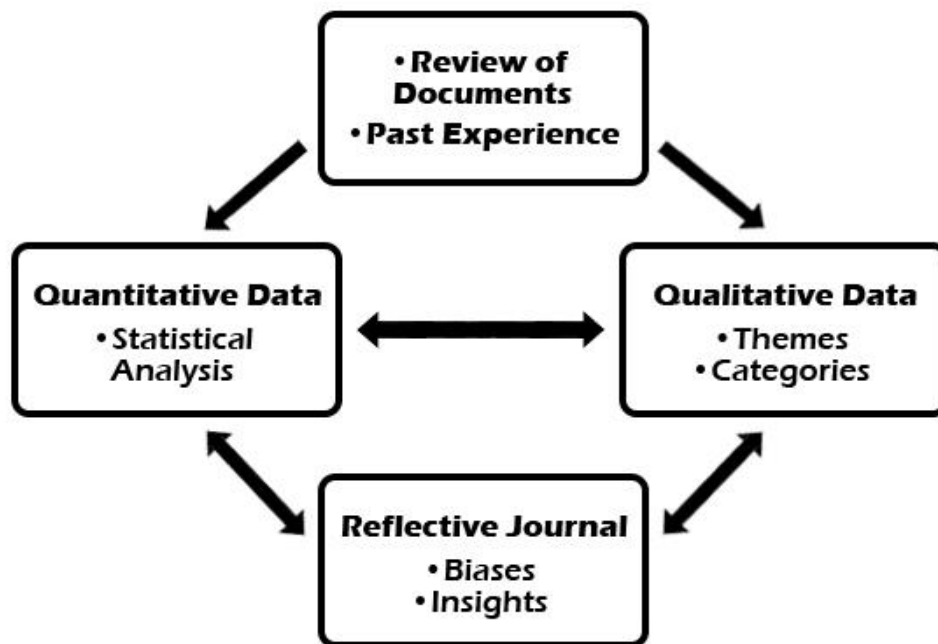 • Review of
Documents
• Past Experience
Quantitative Data
• Statistical
Analysis
Qualitative Data
• Themes
• Categories
Reflective Journal
• Biases
• Insights